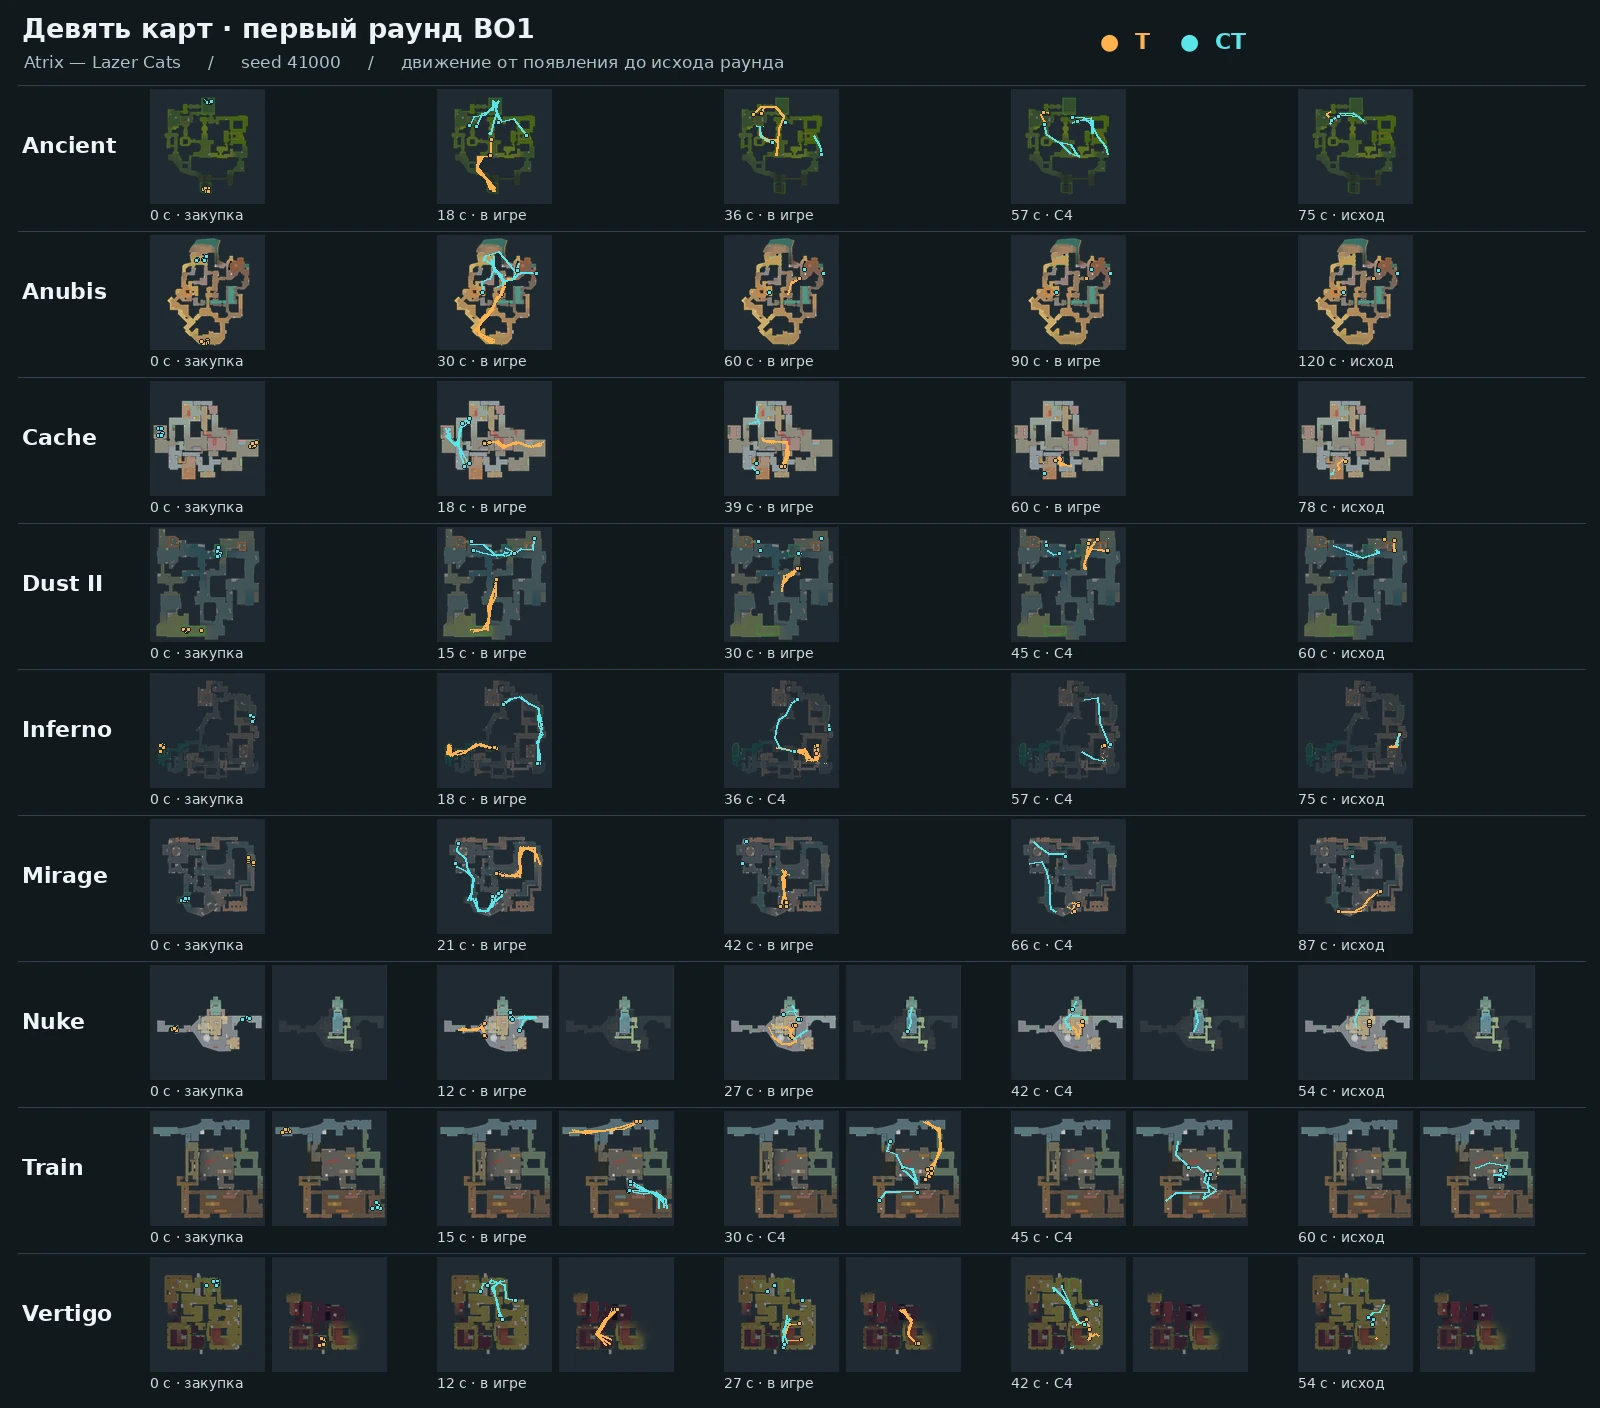 Девять карт · первый раунд BO1
Atrix — Lazer Cats / seed 41000 / движение от появления до исхода раунда
T CT
Ancient
0 с · закупка
18 с · в игре
36 с · в игре
57 с · C4
75 с · исход
Anubis
0 с · закупка
30 с · в игре
60 с · в игре
90 с · в игре
120 с · исход
Cache
0 с · закупка
18 с · в игре
39 с · в игре
60 с · в игре
78 с · исход
Dust II
0 с · закупка
15 с · в игре
30 с · в игре
45 с · C4
60 с · исход
Inferno
0 с · закупка
18 с · в игре
36 с · C4
57 с · C4
75 с · исход
Mirage
0 с · закупка
21 с · в игре
42 с · в игре
66 с · C4
87 с · исход
Nuke
0 с · закупка
12 с · в игре
27 с · в игре
42 с · C4
54 с · исход
Train
0 с · закупка
15 с · в игре
30 с · C4
45 с · C4
60 с · исход
Vertigo
0 с · закупка
12 с · в игре
27 с · в игре
42 с · C4
54 с · исход